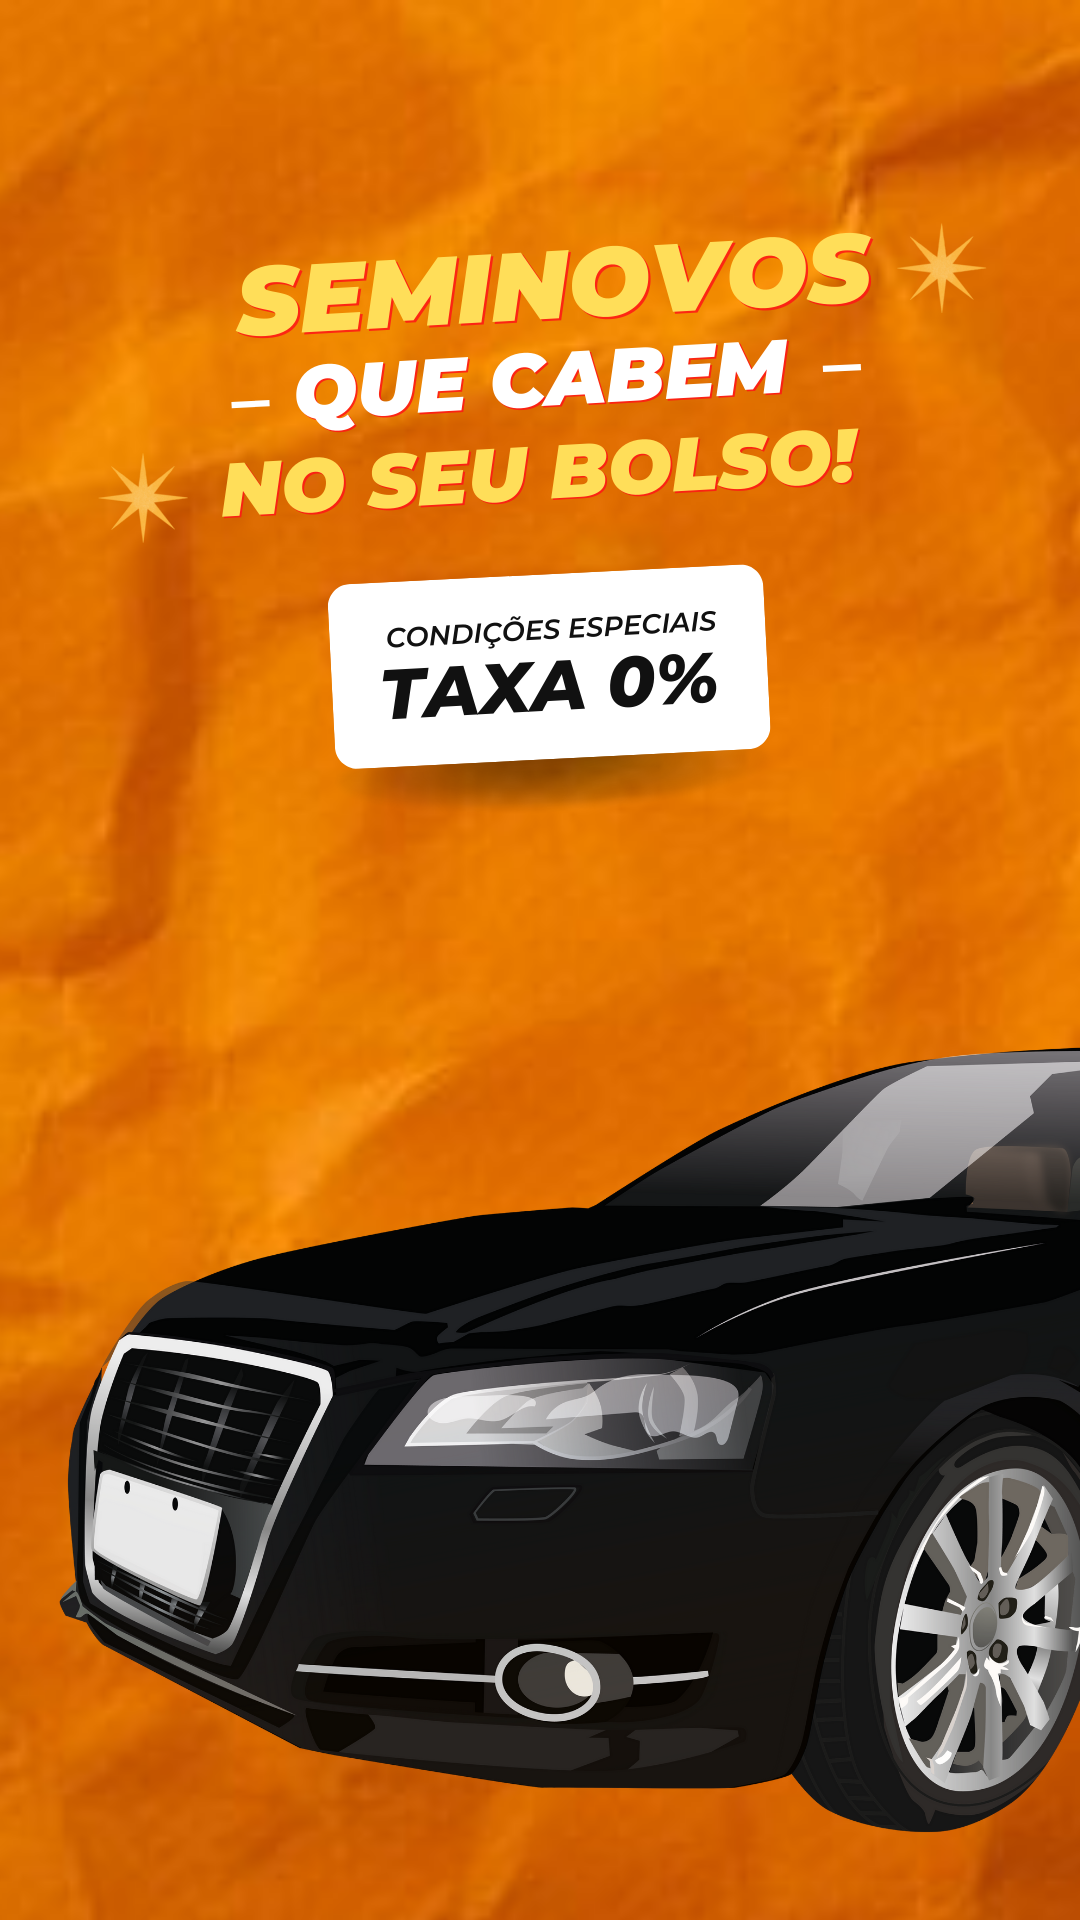 SEMINOVOS
– QUE CABEM –
NO SEU BOLSO!
CONDIÇÕES ESPECIAIS
TAXA 0%